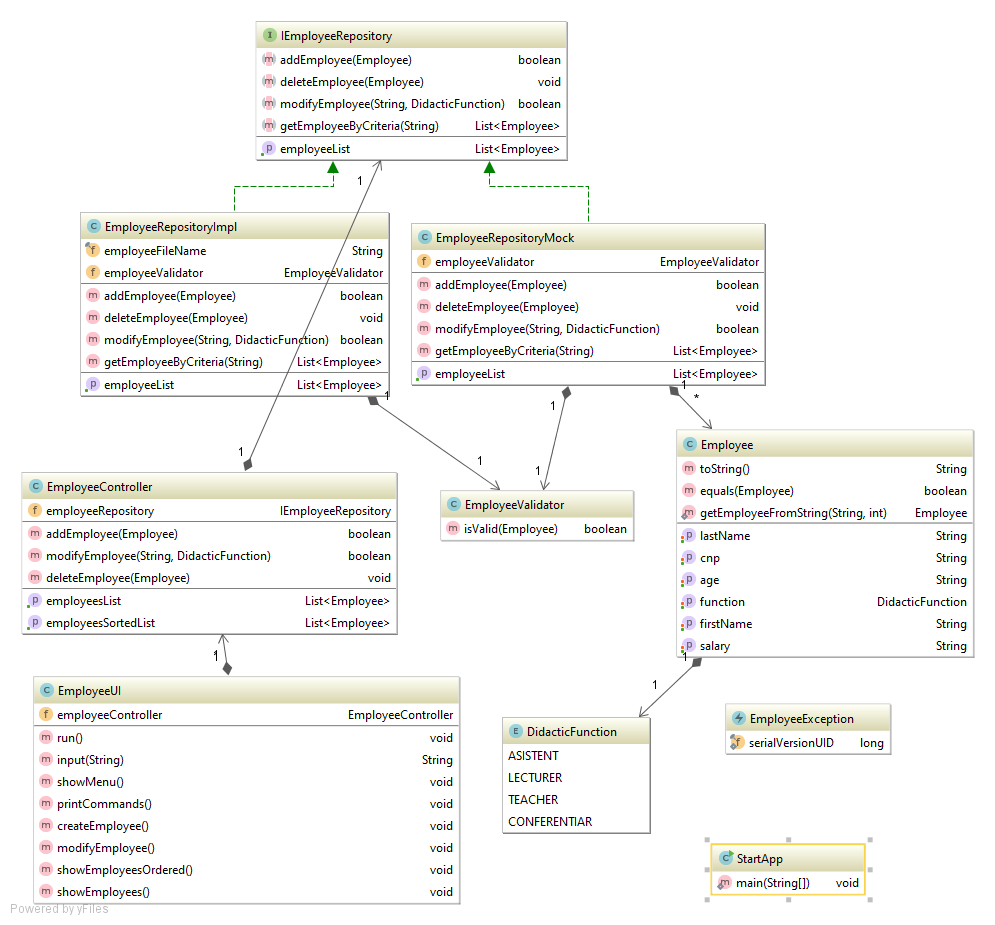 IEmployeeRepository
addEmployee(Employee) boolean
deleteEmployee(Employee) void
modifyEmployee(String, DidacticFunction) boolean
getEmployeeByCriteria(String) List<Employee>
employeeList List<Employee>
1
EmployeeRepositoryImpl
employeeFileName String
employeeValidator EmployeeValidator
addEmployee(Employee) boolean
deleteEmployee(Employee) void
modifyEmployee(String, DidacticFunction) boolean
getEmployeeByCriteria(String) List<Employee>
employeeList List<Employee>
1
1
EmployeeRepositoryMock
employeeValidator EmployeeValidator
addEmployee(Employee) boolean
deleteEmployee(Employee) void
modifyEmployee(String, DidacticFunction) boolean
getEmployeeByCriteria(String) List<Employee>
employeeList List<Employee>
1
1
1
*
Employee
toString() String
equals(Employee) boolean
getEmployeeFromString(String, int) Employee
lastName String
cnp String
age String
function DidacticFunction
firstName String
salary String
1
1
1
EmployeeController
employeeRepository IEmployeeRepository
addEmployee(Employee) boolean
modifyEmployee(String, DidacticFunction) boolean
deleteEmployee(Employee) void
employeesList List<Employee>
employeesSortedList List<Employee>
EmployeeValidator
isValid(Employee) boolean
1
1
EmployeeUI
employeeController EmployeeController
run() void
input(String) String
showMenu() void
printCommands() void
createEmployee() void
modifyEmployee() void
showEmployeesOrdered() void
showEmployees() void
DidacticFunction
ASISTENT
LECTURER
TEACHER
CONFERENTIAR
EmployeeException
serialVersionUID long
StartApp
main(String[]) void
Powered by yFiles